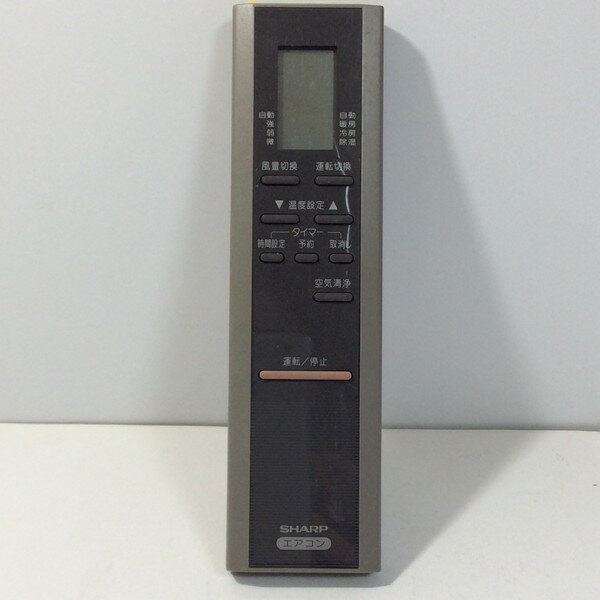 自動 自動
強 暖房
弱 冷房
微 除湿
風量切換 運転切換
▼ 温度設定 ▲
タイマー
時間設定 予約 取消し
空気清浄
運転/停止
SHARP
エアコン